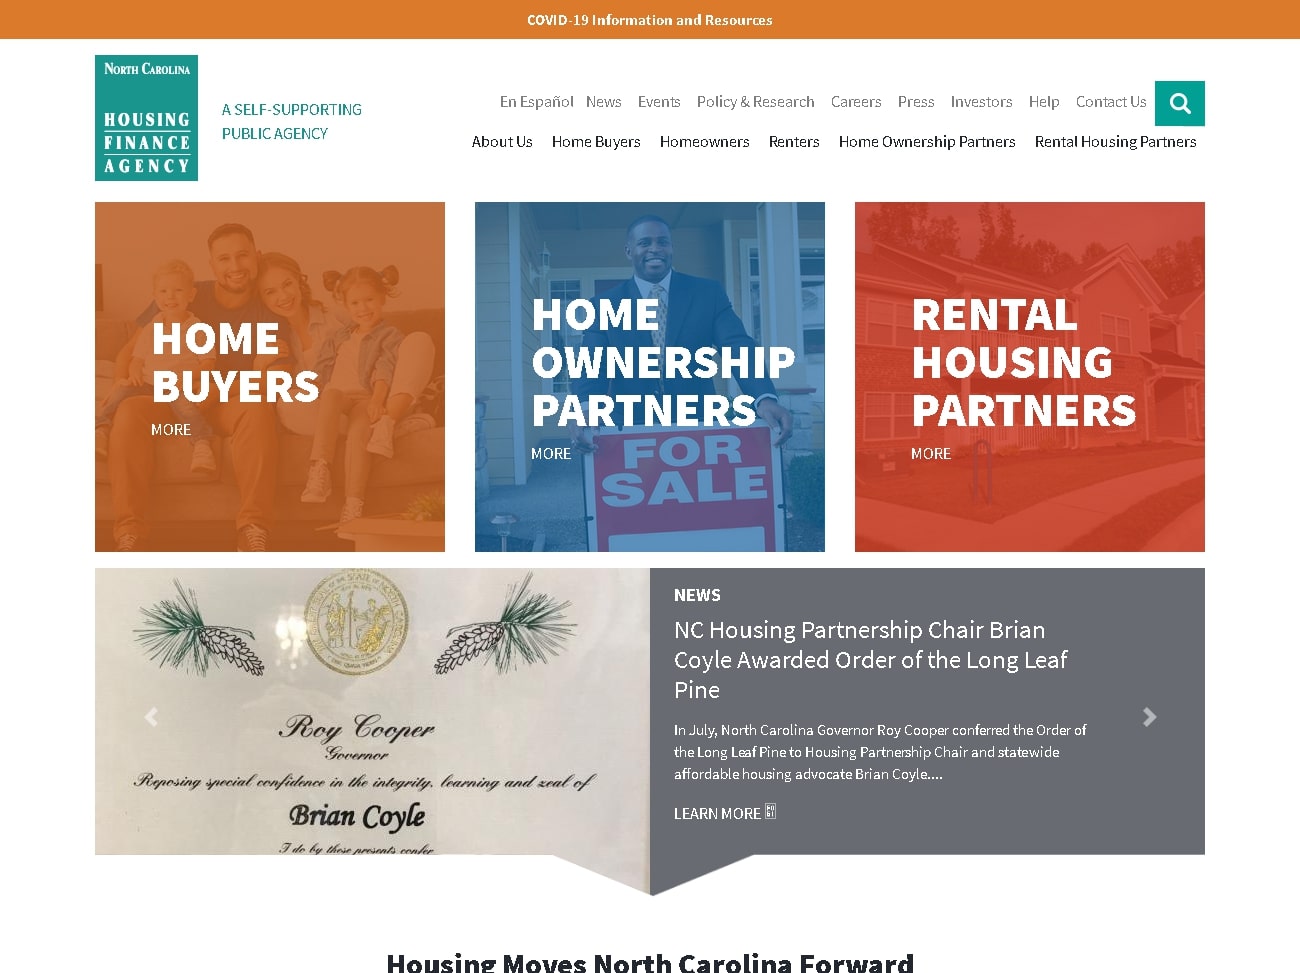 COVID-19 Information and Resources
NORTH CAROLINA
HOUSING
FINANCE
AGENCY
A SELF-SUPPORTING
PUBLIC AGENCY
En Español News Events Policy & Research Careers Press Investors Help Contact Us
About Us Home Buyers Homeowners Renters Home Ownership Partners Rental Housing Partners
HOME
BUYERS
MORE
HOME
OWNERSHIP
PARTNERS
MORE
FOR
SALE
RENTAL
HOUSING
PARTNERS
MORE
Roy Cooper
Governor
Reposing special confidence in the integrity, learning and zeal of
Brian Coyle
I do by these presents confer
NEWS
NC Housing Partnership Chair Brian
Coyle Awarded Order of the Long Leaf
Pine
In July, North Carolina Governor Roy Cooper conferred the Order of
the Long Leaf Pine to Housing Partnership Chair and statewide
affordable housing advocate Brian Coyle....
LEARN MORE
Housing Moves North Carolina Forward